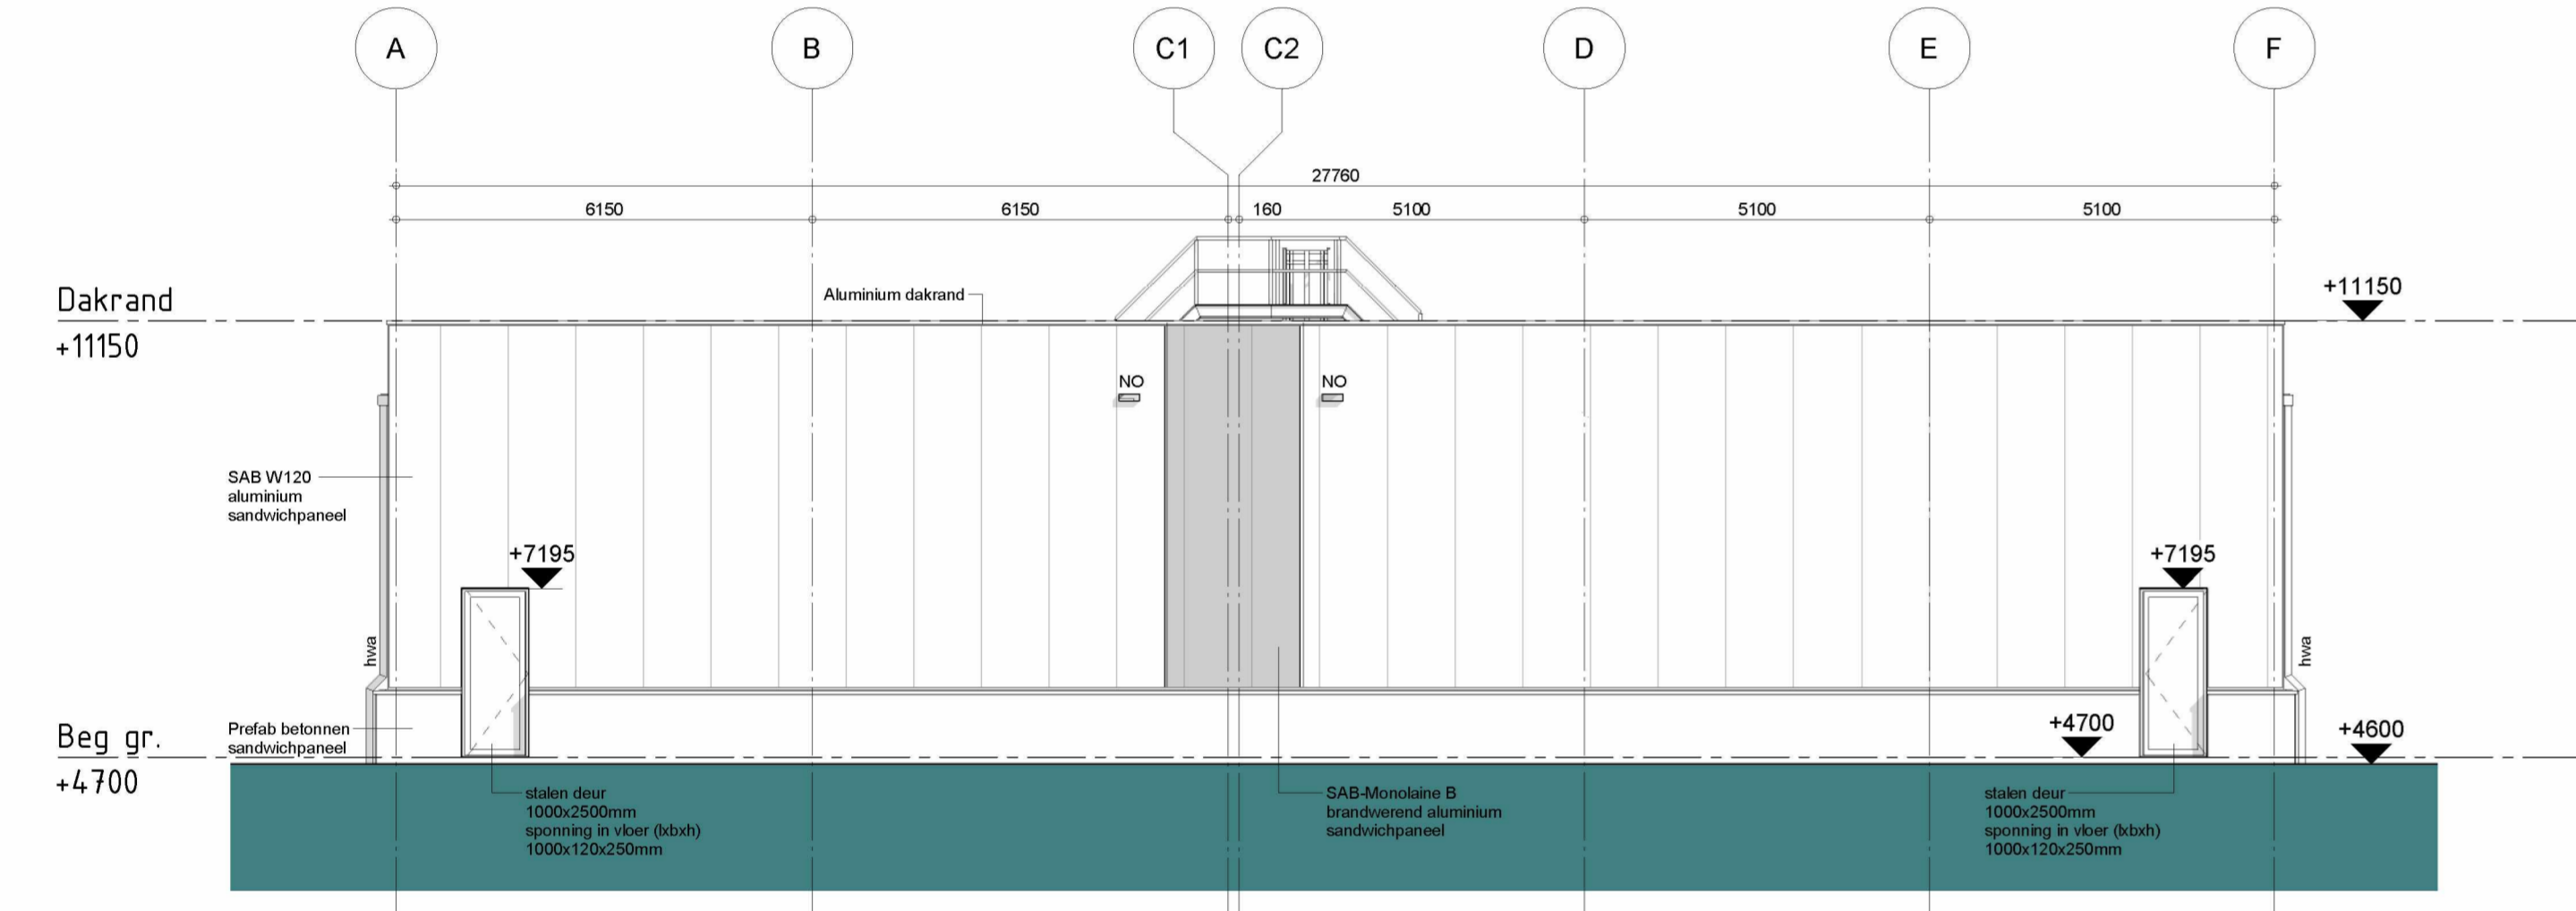 A
B
C1
C2
D
E
F
27760
6150
6150
160
5100
5100
5100
Dakrand
+11150
Aluminium dakrand
+11150
NO
NO
SAB W120
aluminium
sandwichpaneel
+7195
+7195
hwa
hwa
Prefab betonnen
sandwichpaneel
Beg gr.
+4700
+4700
+4600
stalen deur
1000x2500mm
sponning in vloer (lxbxh)
1000x120x250mm
SAB-Monolaine B
brandwerend aluminium
sandwichpaneel
stalen deur
1000x2500mm
sponning in vloer (lxbxh)
1000x120x250mm